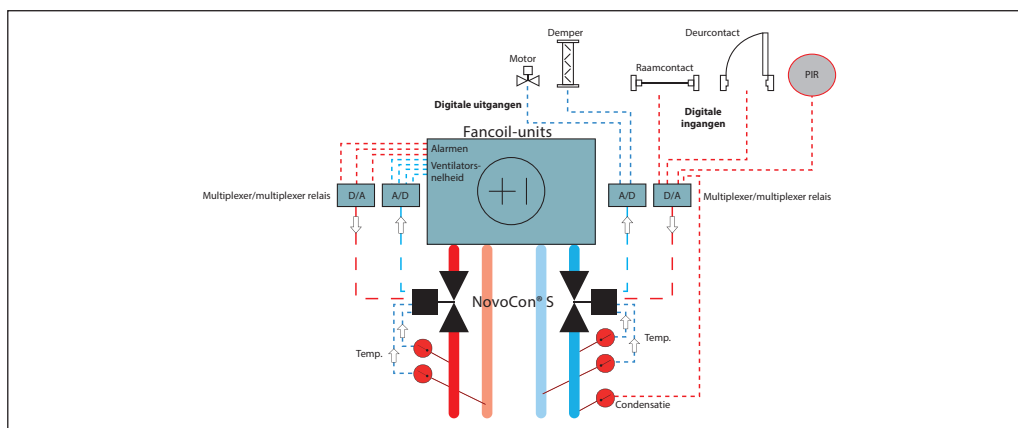 Demper
Deurcontact
Motor
Raamcontact
PIR
Digitale uitgangen
Digitale
ingangen
Fancoil-units
Alarmen
Ventilators-
nelheid
Multiplexer/multiplexer relais
D/A
A/D
A/D
D/A
Multiplexer/multiplexer relais
NovoCon® S
Temp.
Temp.
Condensatie